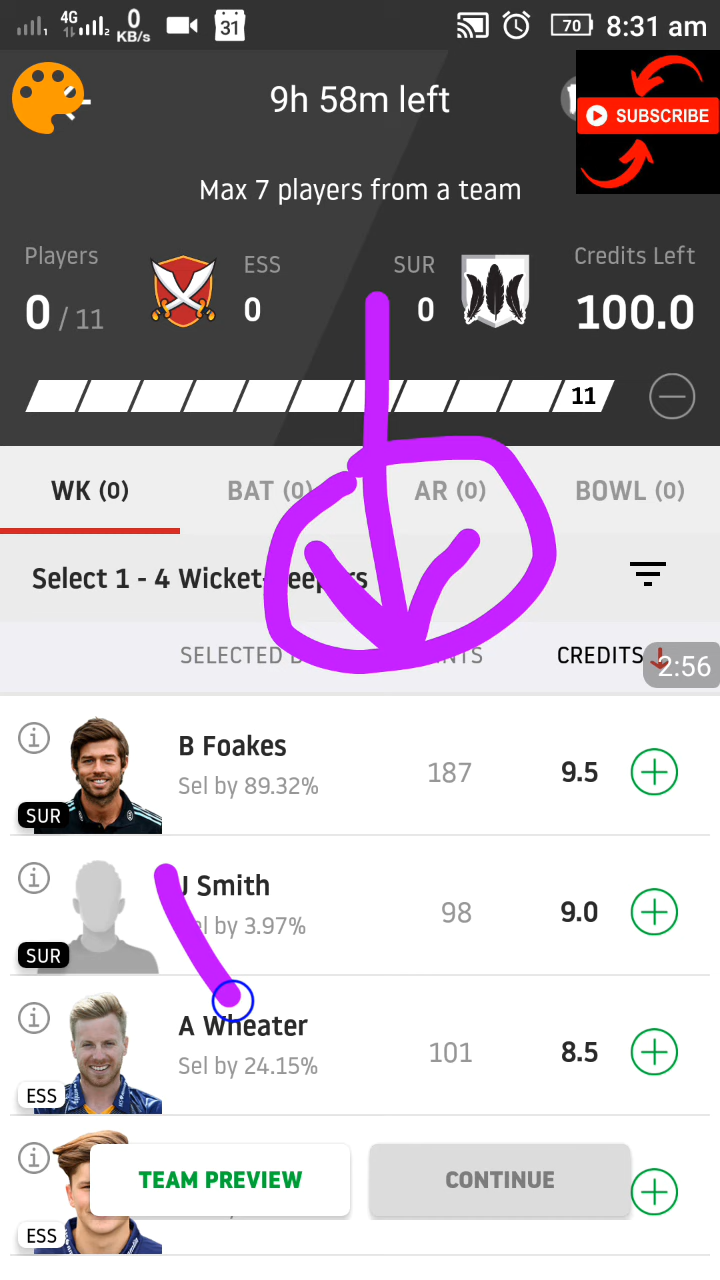 4G 0 KB/s 31 70 8:31 am
9h 58m left
SUBSCRIBE
Max 7 players from a team
Players ESS SUR Credits Left
0 / 11 0 0 100.0
11
WK (0) BAT (0) AR (0) BOWL (0)
Select 1 - 4
SELECTED CREDITS
2:56
B Foakes
Sel by 89.32% 187 9.5
SUR
J Smith
Sel by 3.97% 98 9.0
SUR
A Wheater
Sel by 24.15% 101 8.5
ESS
TEAM PREVIEW CONTINUE
ESS